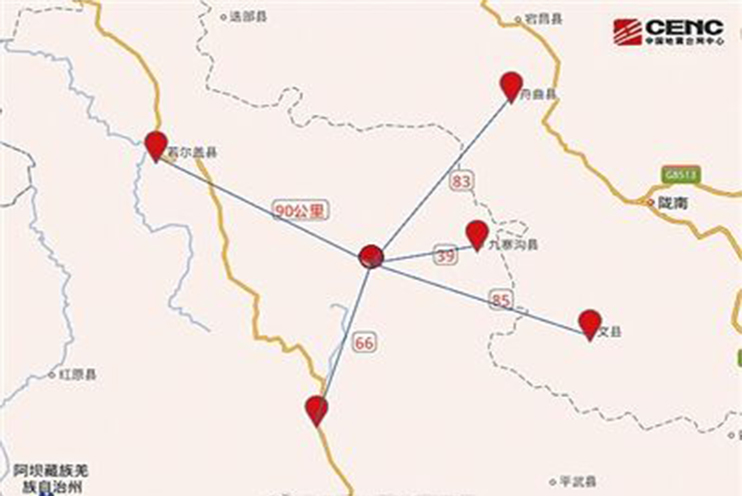 迭部县
宕昌县
CENC
中国地震台网中心
舟曲县
若尔盖县
G8513
83
陇南
90公里
九寨沟县
39
85
文县
66
红原县
阿坝藏族羌
族自治州
平武县